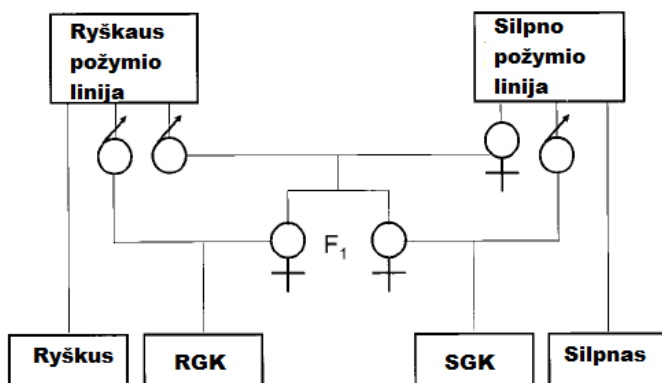 Ryškaus
požymio
linija
Silpno
požymio
linija
F1
Ryškus
RGK
SGK
Silpnas